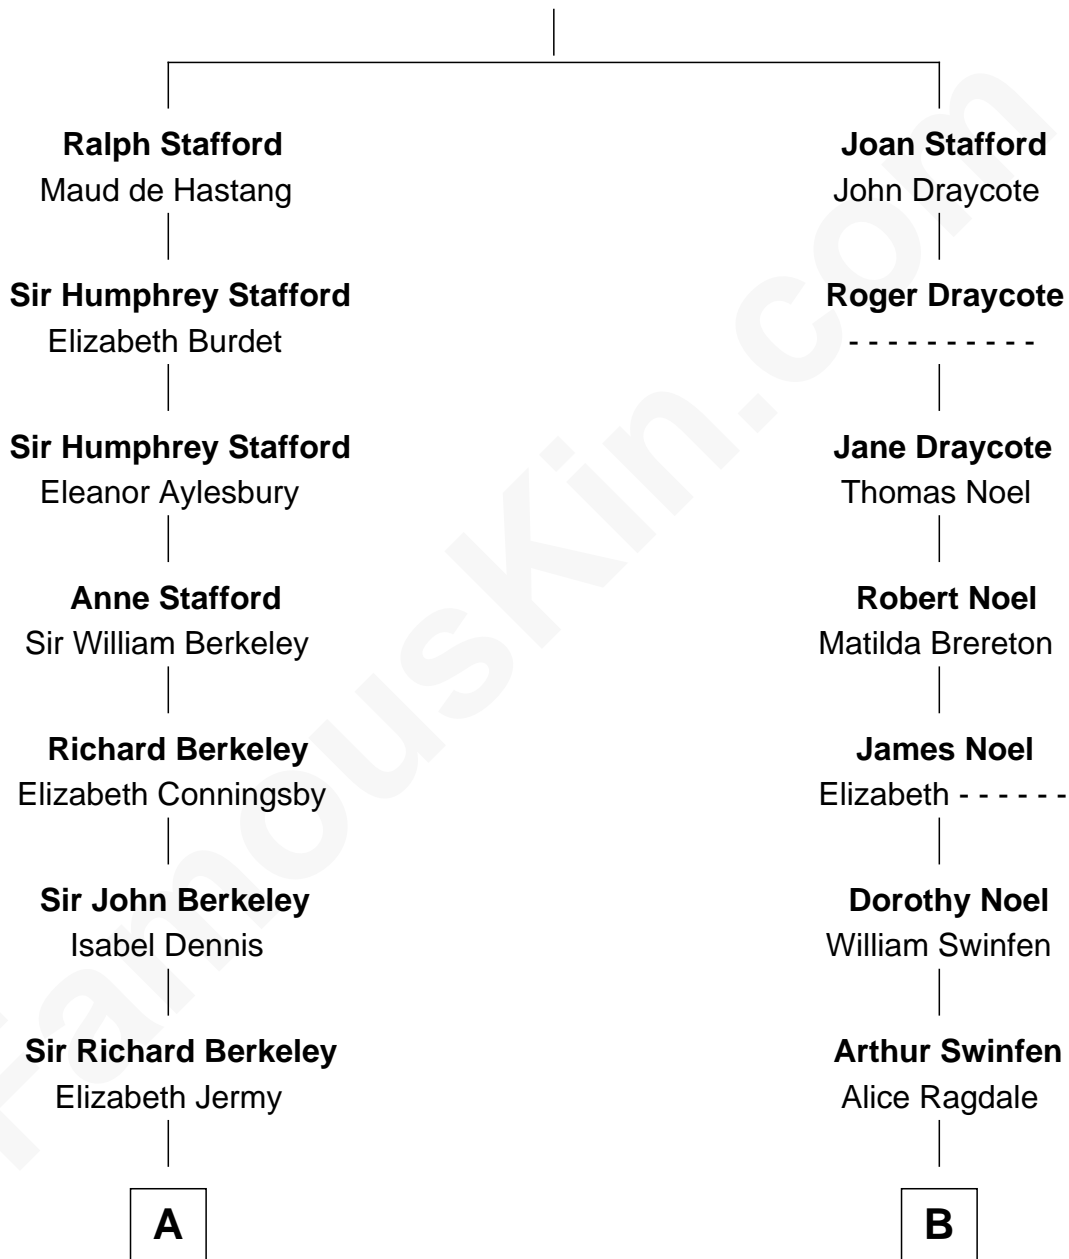 Ralph Stafford
Maud de Hastang
Sir Humphrey Stafford
Elizabeth Burdet
Sir Humphrey Stafford
Eleanor Aylesbury
Anne Stafford
Sir William Berkeley
Richard Berkeley
Elizabeth Conningsby
Sir John Berkeley
Isabel Dennis
Sir Richard Berkeley
Elizabeth Jermy
A
Joan Stafford
John Draycote
Roger Draycote
- - - - - - - - - -
Jane Draycote
Thomas Noel
Robert Noel
Matilda Brereton
James Noel
Elizabeth - - - - - -
Dorothy Noel
William Swinfen
Arthur Swinfen
Alice Ragdale
B
FamousKin.com